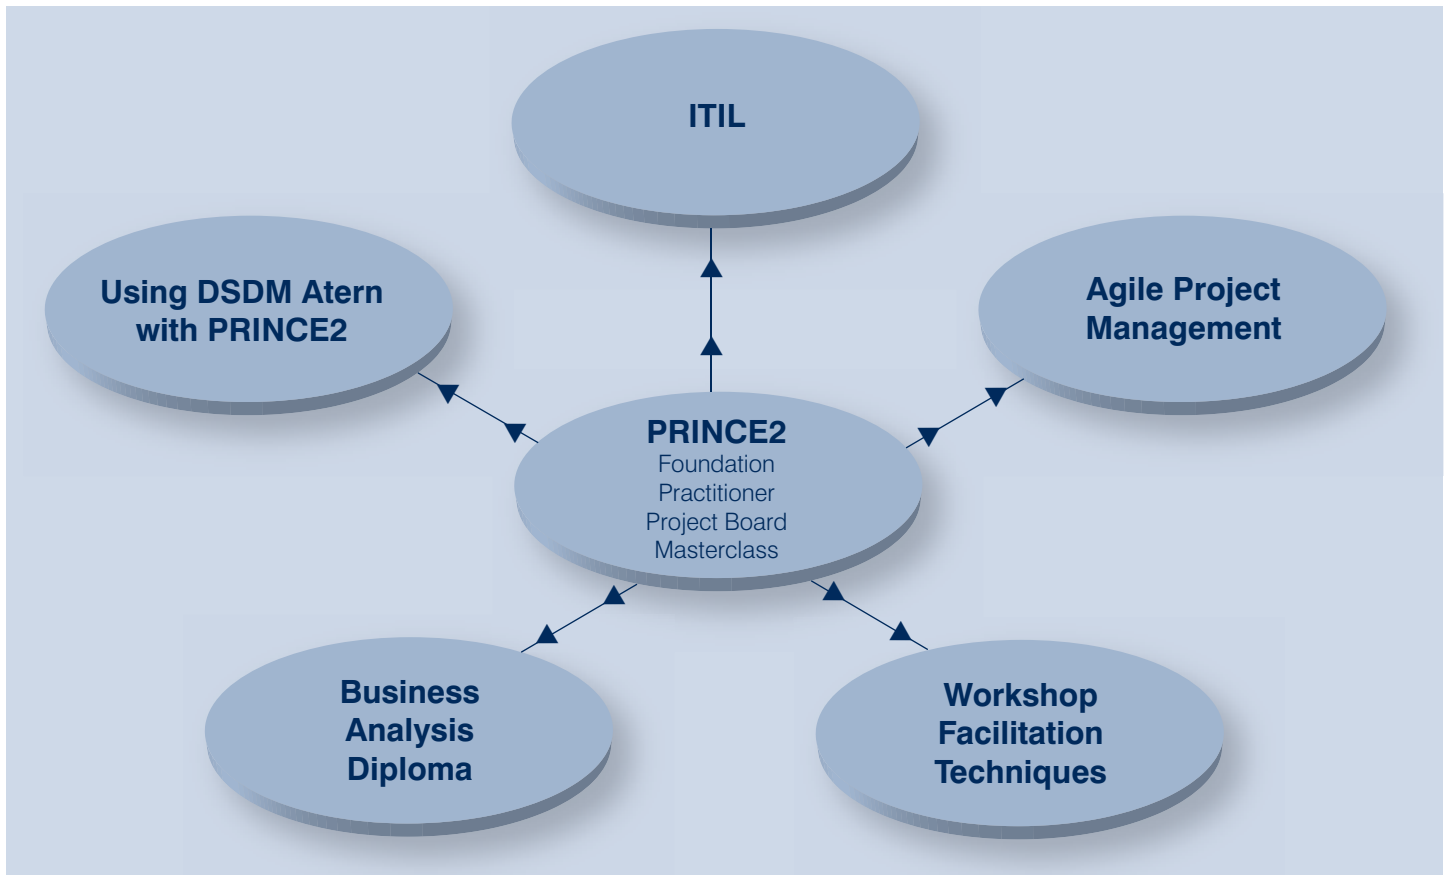 ITIL
Using DSDM Atern
with PRINCE2
Agile Project
Management
PRINCE2
Foundation
Practitioner
Project Board
Masterclass
Business
Analysis
Diploma
Workshop
Facilitation
Techniques